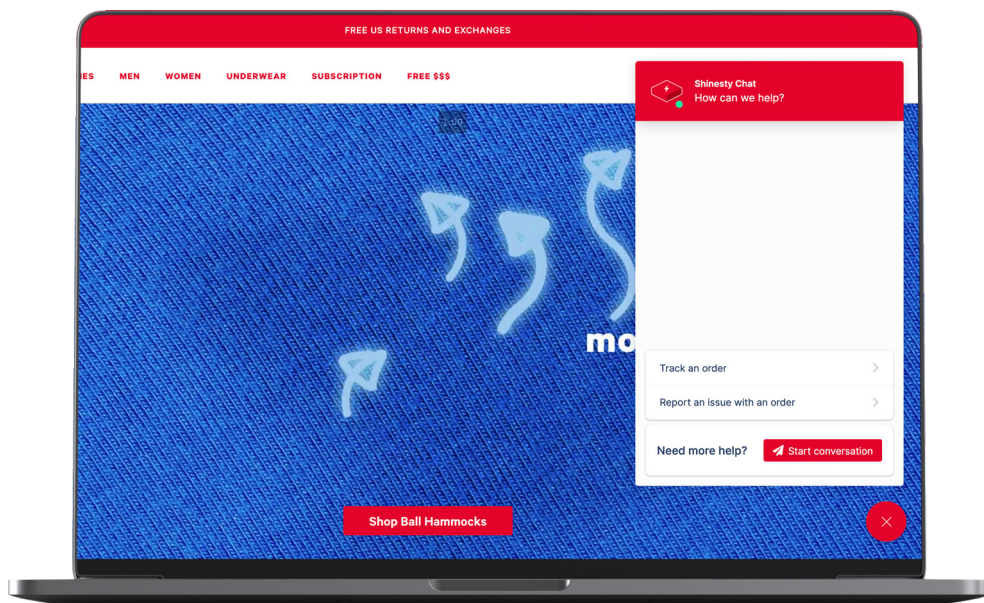 FREE US RETURNS AND EXCHANGES
MEN WOMEN UNDERWEAR SUBSCRIPTION FREE $$$
Shinesty Chat
How can we help?
mo
Track an order
Report an issue with an order
Need more help? Start conversation
Shop Ball Hammocks